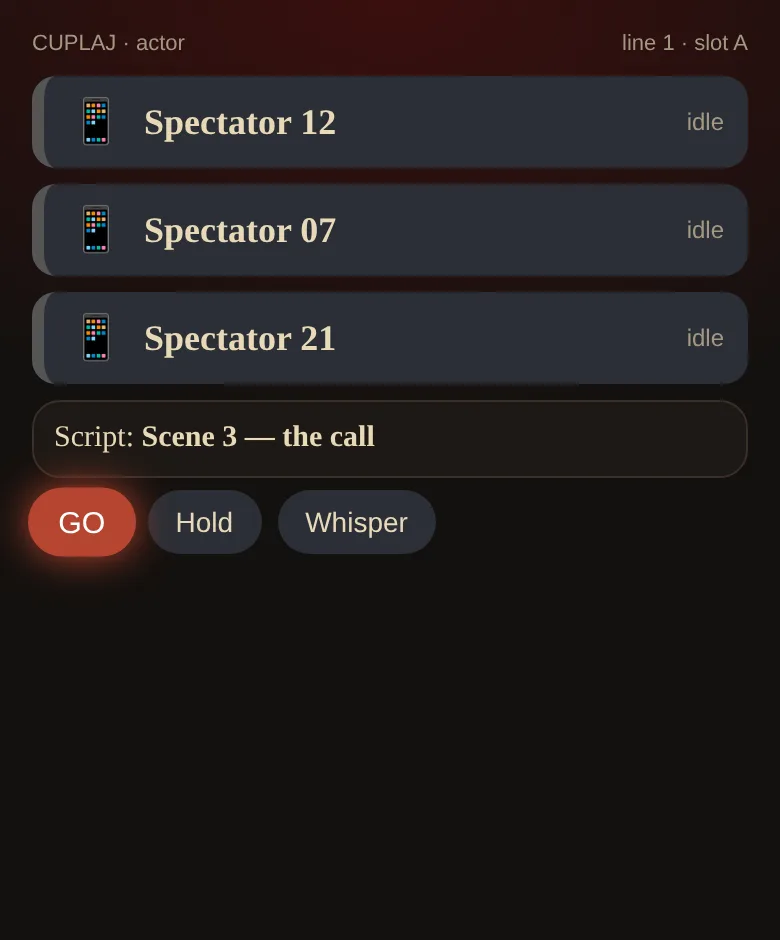 CUPLAJ · actor
line 1 · slot A
Spectator 12
idle
Spectator 07
idle
Spectator 21
idle
Script: Scene 3 — the call
GO
Hold
Whisper